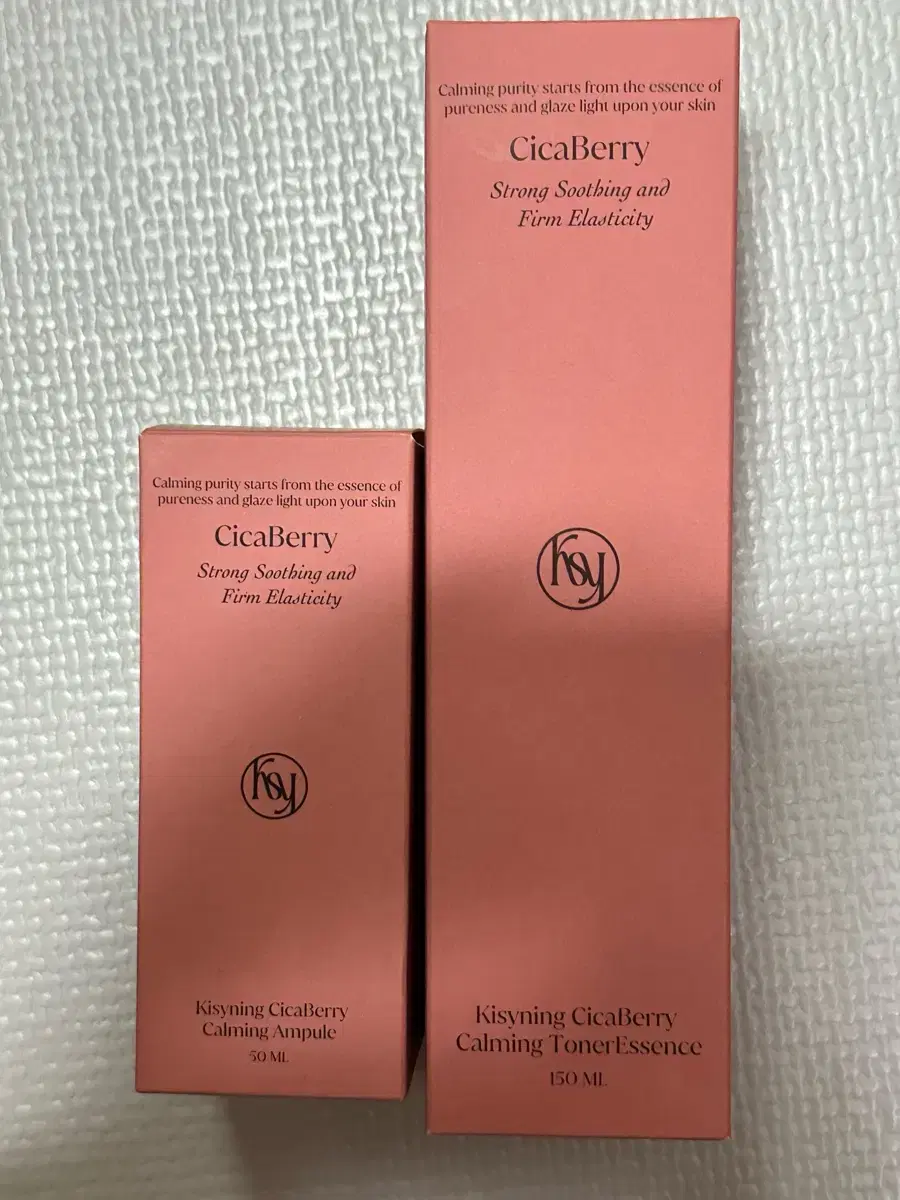 Calming purity starts from the essence of
pureness and glaze light upon your skin
CicaBerry
Strong Soothing and
Firm Elasticity
ksy
Kisyning CicaBerry
Calming Ampule
50 ML
Calming purity starts from the essence of
pureness and glaze light upon your skin
CicaBerry
Strong Soothing and
Firm Elasticity
ksy
Kisyning CicaBerry
Calming TonerEssence
150 ML